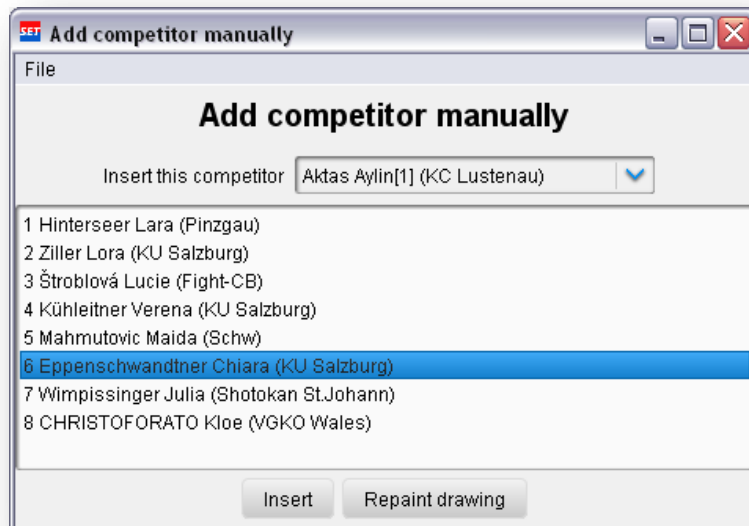 SET Add competitor manually
File
Add competitor manually
Insert this competitor Aktas Aylin[1] (KC Lustenau)
1 Hinterseer Lara (Pinzgau)
2 Ziller Lora (KU Salzburg)
3 Štroblová Lucie (Fight-CB)
4 Kühleitner Verena (KU Salzburg)
5 Mahmutovic Maida (Schw)
6 Eppenschwandtner Chiara (KU Salzburg)
7 Wimpissinger Julia (Shotokan St.Johann)
8 CHRISTOFORATO Kloe (VGKO Wales)
Insert Repaint drawing